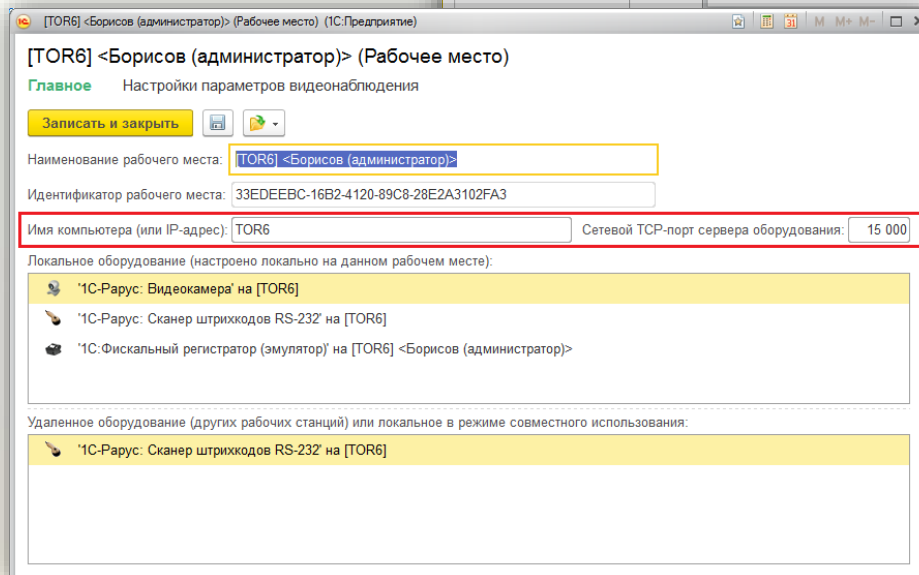 [TOR6] <Борисов (администратор)> (Рабочее место) (1С:Предприятие)
31
M M+ M-
[TOR6] <Борисов (администратор)> (Рабочее место)
Главное Настройки параметров видеонаблюдения
Записать и закрыть
Наименование рабочего места: [TOR6] <Борисов (администратор)>
Идентификатор рабочего места: 33EDEEBC-16B2-4120-89C8-28E2A3102FA3
Имя компьютера (или IP-адрес): TOR6 Сетевой TCP-порт сервера оборудования: 15 000
Локальное оборудование (настроено локально на данном рабочем месте):
'1С-Рарус: Видеокамера' на [TOR6]
'1С-Рарус: Сканер штрихкодов RS-232' на [TOR6]
'1С:Фискальный регистратор (эмулятор)' на [TOR6] <Борисов (администратор)>
Удаленное оборудование (других рабочих станций) или локальное в режиме совместного использования:
'1С-Рарус: Сканер штрихкодов RS-232' на [TOR6]